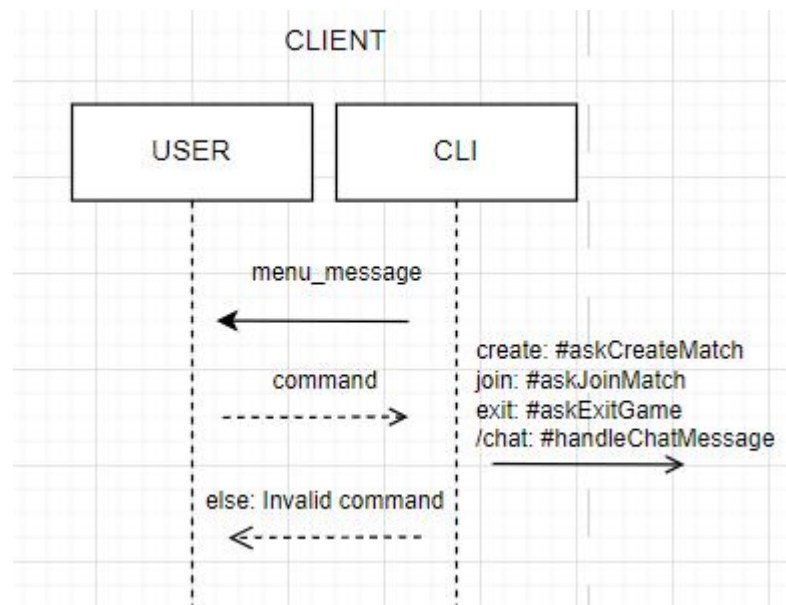 CLIENT
USER
CLI
menu_message
create: #askCreateMatch
join: #askJoinMatch
command
exit: #askExitGame
/chat: #handleChatMessage
else: Invalid command